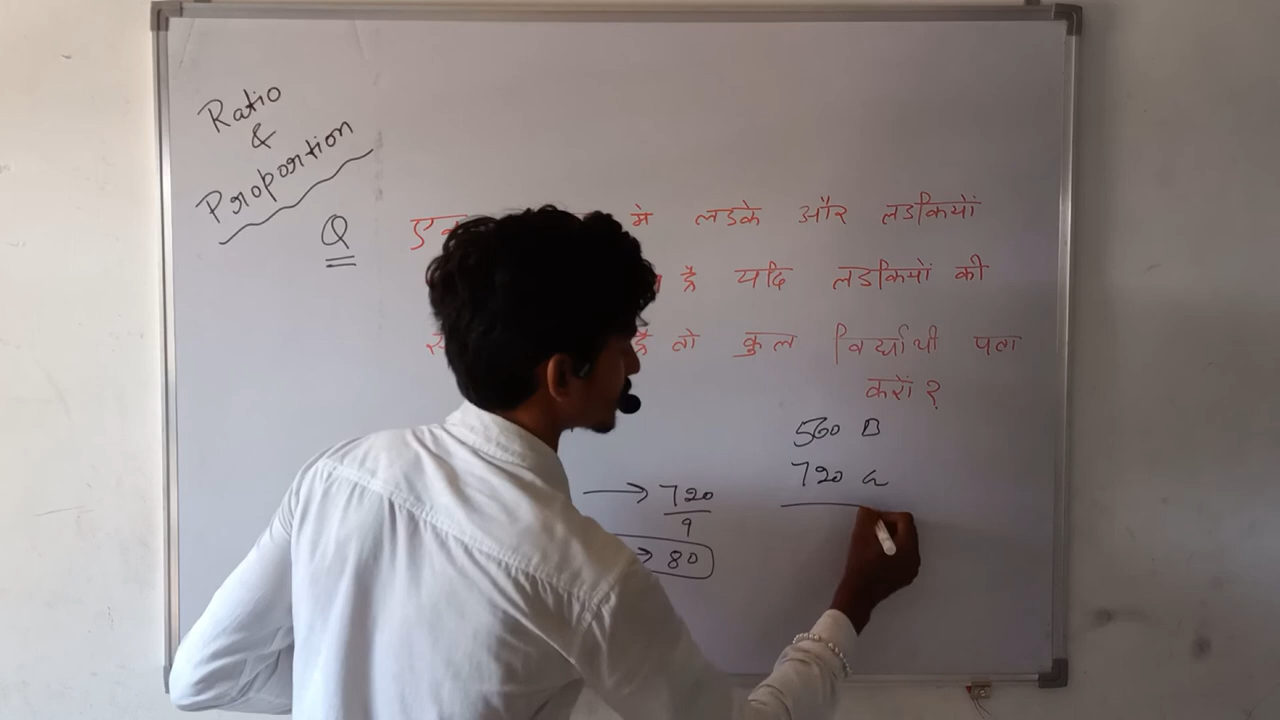 Ratio
&
Proportion
Q
में लडके और लडकियों
है यदि लडकियों की
है तो कुल विर्द्याथी पता
करों ?
560 B
720 G
→ 720
9
→ 80